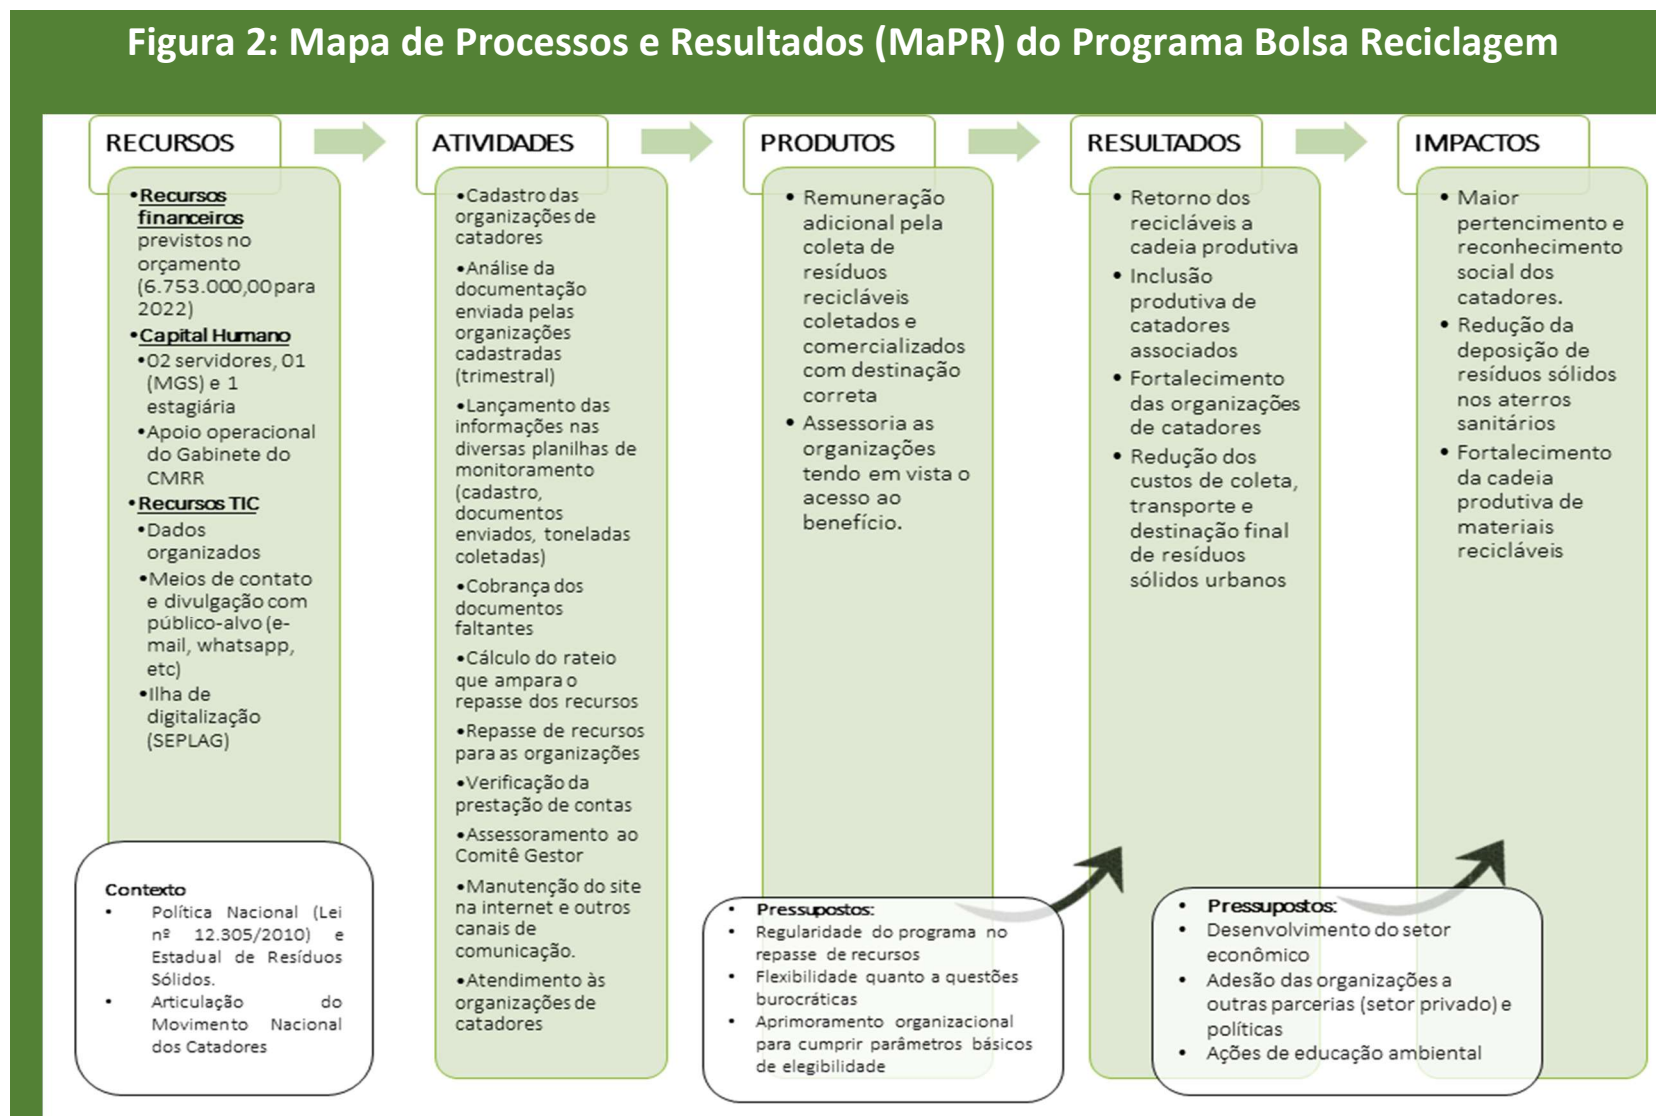 Figura 2: Mapa de Processos e Resultados (MaPR) do Programa Bolsa Reciclagem
RECURSOS
•Recursos
financeiros
previstos no
orçamento
(6.753.000,00 para
2022)
•Capital Humano
•02 servidores, 01
(MGS) e 1
estagiária
•Apoio operacional
do Gabinete do
CMRR
•Recursos TIC
•Dados
organizados
•Meios de contato
e divulgação com
público-alvo (e-
mail, whatsapp,
etc)
•Ilha de
digitalização
(SEPLAG)
Contexto
• Política Nacional (Lei
nº 12.305/2010) e
Estadual de Resíduos
Sólidos.
• Articulação do
Movimento Nacional
dos Catadores
ATIVIDADES
•Cadastro das
organizações de
catadores
•Análise da
documentação
enviada pelas
organizações
cadastradas
(trimestral)
•Lançamento das
informações nas
diversas planilhas de
monitoramento
(cadastro,
documentos
enviados, toneladas
coletadas)
•Cobrança dos
documentos
faltantes
•Cálculo do rateio
que ampara o
repasse dos recursos
•Repasse de recursos
para as organizações
•Verificação da
prestação de contas
•Assessoramento ao
Comitê Gestor
•Manutenção do site
na internet e outros
canais de
comunicação.
•Atendimento às
organizações de
catadores
PRODUTOS
• Remuneração
adicional pela
coleta de
resíduos
recicláveis
coletados e
comercializados
com destinação
correta
• Assessoria as
organizações
tendo em vista o
acesso ao
benefício.
• Pressupostos:
• Regularidade do programa no
repasse de recursos
• Flexibilidade quanto a questões
burocráticas
• Aprimoramento organizacional
para cumprir parâmetros básicos
de elegibilidade
RESULTADOS
• Retorno dos
recicláveis a
cadeia produtiva
• Inclusão
produtiva de
catadores
associados
• Fortalecimento
das organizações
de catadores
• Redução dos
custos de coleta,
transporte e
destinação final
de resíduos
sólidos urbanos
• Pressupostos:
• Desenvolvimento do setor
econômico
• Adesão das organizações a
outras parcerias (setor privado) e
políticas
• Ações de educação ambiental
IMPACTOS
• Maior
pertencimento e
reconhecimento
social dos
catadores.
• Redução da
deposição de
resíduos sólidos
nos aterros
sanitários
• Fortalecimento
da cadeia
produtiva de
materiais
recicláveis